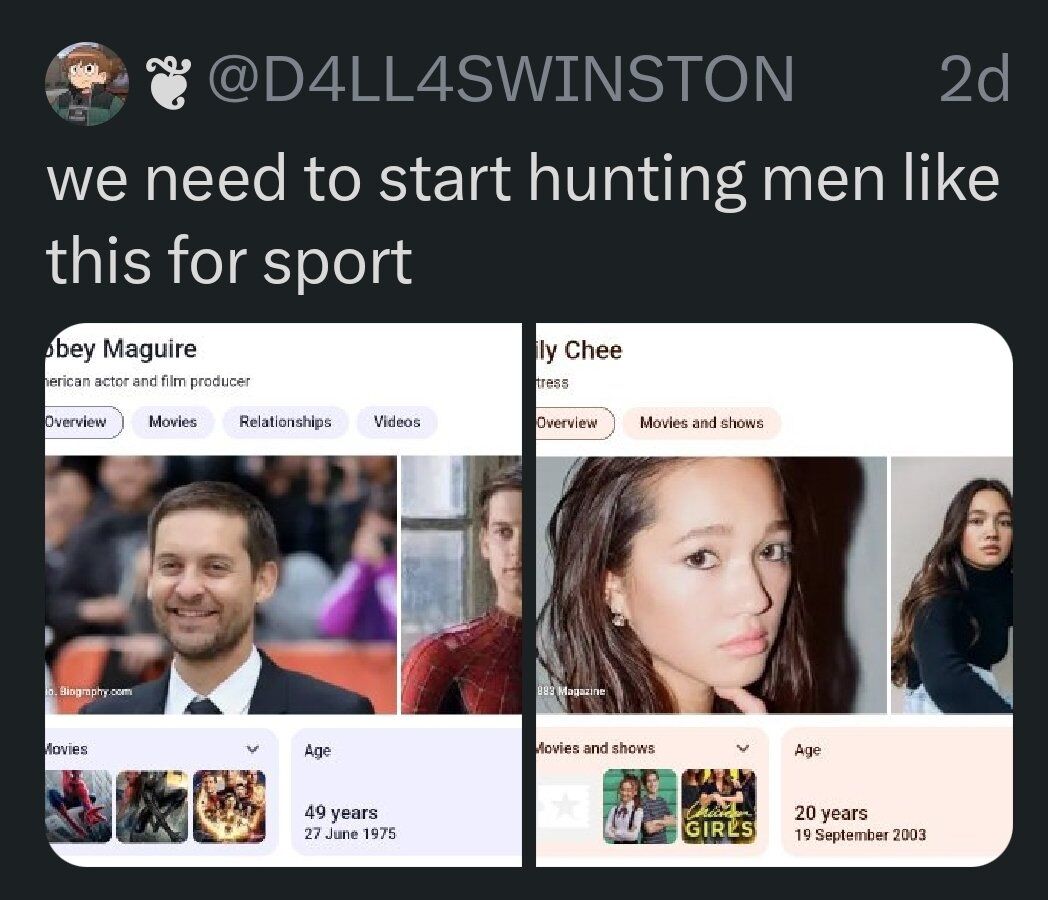 @D4LL4SWINSTON 2d
we need to start hunting men like
this for sport
bbey Maguire
nerican actor and film producer
Overview Movies Relationships Videos
o. Biography.com
Movies
Age
49 years
27 June 1975
ily Chee
tress
Overview Movies and shows
883 Magazine
Movies and shows
GIRLS
Age
20 years
19 September 2003